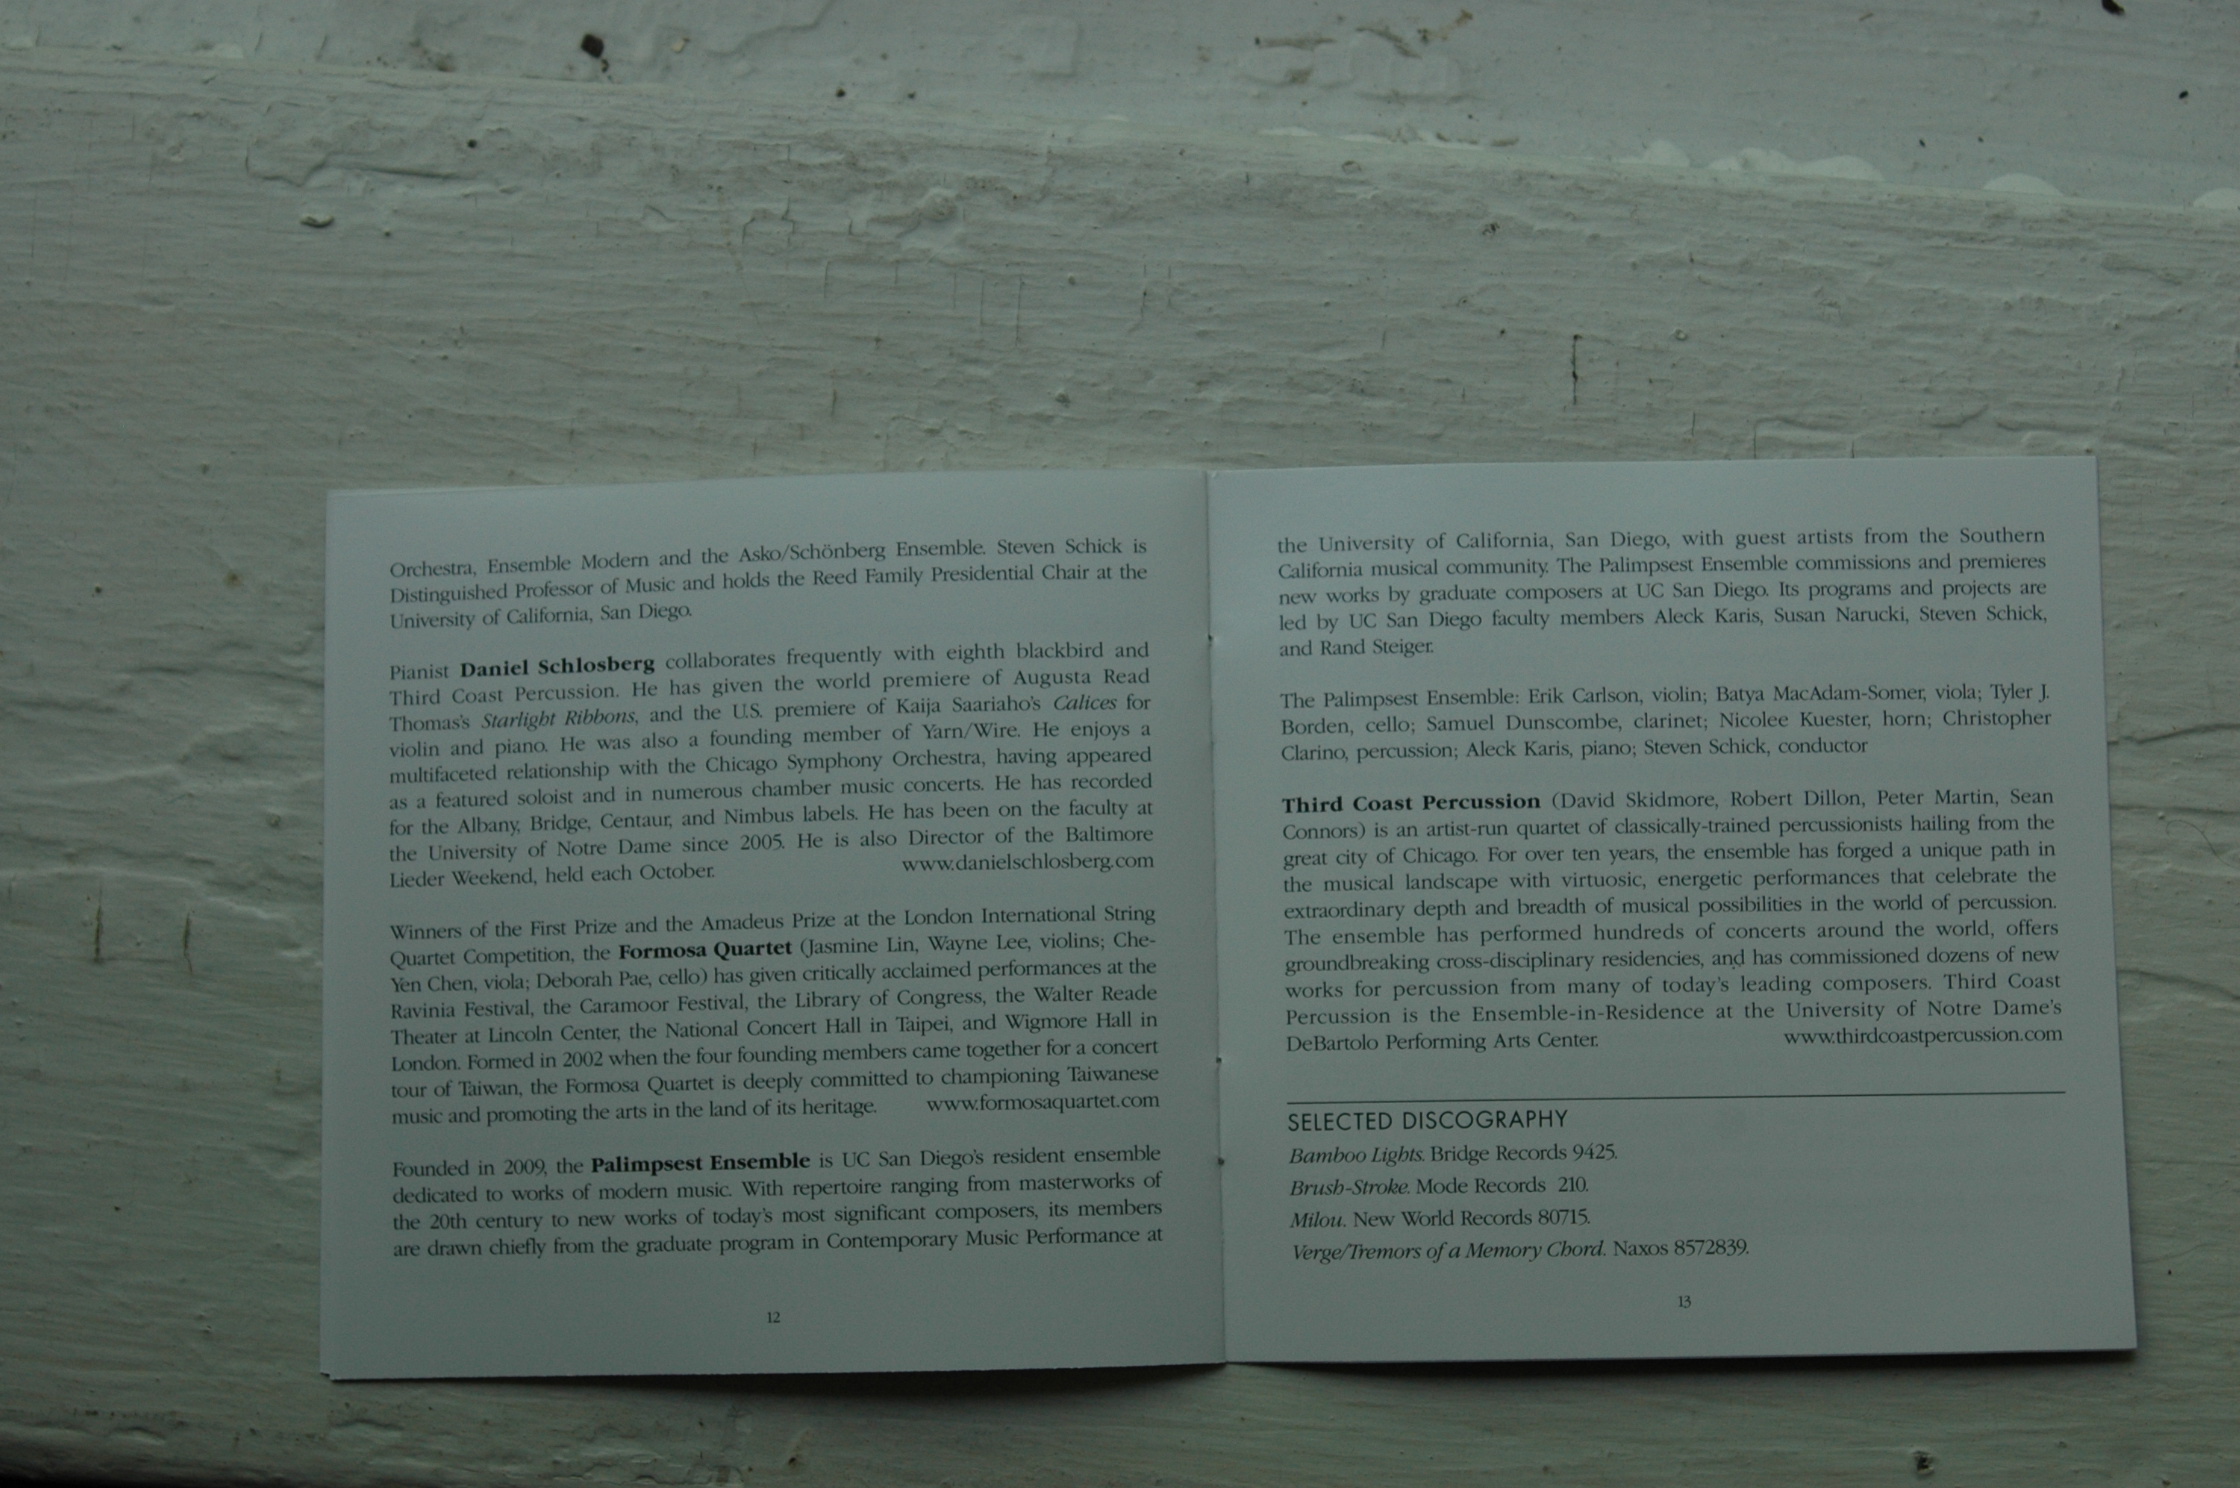 Orchestra, Ensemble Modern and the Asko/Schönberg Ensemble. Steven Schick is
Distinguished Professor of Music and holds the Reed Family Presidential Chair at the
University of California, San Diego.
Pianist Daniel Schlosberg collaborates frequently with eighth blackbird and
Third Coast Percussion. He has given the world premiere of Augusta Read
Thomas's Starlight Ribbons, and the U.S. premiere of Kaija Saariaho's Calices for
violin and piano. He was also a founding member of Yarn/Wire. He enjoys a
multifaceted relationship with the Chicago Symphony Orchestra, having appeared
as a featured soloist and in numerous chamber music concerts. He has recorded
for the Albany, Bridge, Centaur, and Nimbus labels. He has been on the faculty at
the University of Notre Dame since 2005. He is also Director of the Baltimore
Lieder Weekend, held each October. www.danielschlosberg.com
Winners of the First Prize and the Amadeus Prize at the London International String
Quartet Competition, the Formosa Quartet (Jasmine Lin, Wayne Lee, violins; Che-
Yen Chen, viola; Deborah Pae, cello) has given critically acclaimed performances at the
Ravinia Festival, the Caramoor Festival, the Library of Congress, the Walter Reade
Theater at Lincoln Center, the National Concert Hall in Taipei, and Wigmore Hall in
London. Formed in 2002 when the four founding members came together for a concert
tour of Taiwan, the Formosa Quartet is deeply committed to championing Taiwanese
music and promoting the arts in the land of its heritage. www.formosaquartet.com
Founded in 2009, the Palimpsest Ensemble is UC San Diego's resident ensemble
dedicated to works of modern music. With repertoire ranging from masterworks of
the 20th century to new works of today's most significant composers, its members
are drawn chiefly from the graduate program in Contemporary Music Performance at
12
the University of California, San Diego, with guest artists from the Southern
California musical community. The Palimpsest Ensemble commissions and premieres
new works by graduate composers at UC San Diego. Its programs and projects are
led by UC San Diego faculty members Aleck Karis, Susan Narucki, Steven Schick,
and Rand Steiger.
The Palimpsest Ensemble: Erik Carlson, violin; Batya MacAdam-Somer, viola; Tyler J.
Borden, cello; Samuel Dunscombe, clarinet; Nicolee Kuester, horn; Christopher
Clarino, percussion; Aleck Karis, piano; Steven Schick, conductor
Third Coast Percussion (David Skidmore, Robert Dillon, Peter Martin, Sean
Connors) is an artist-run quartet of classically-trained percussionists hailing from the
great city of Chicago. For over ten years, the ensemble has forged a unique path in
the musical landscape with virtuosic, energetic performances that celebrate the
extraordinary depth and breadth of musical possibilities in the world of percussion.
The ensemble has performed hundreds of concerts around the world, offers
groundbreaking cross-disciplinary residencies, and has commissioned dozens of new
works for percussion from many of today's leading composers. Third Coast
Percussion is the Ensemble-in-Residence at the University of Notre Dame's
DeBartolo Performing Arts Center. www.thirdcoastpercussion.com
SELECTED DISCOGRAPHY
Bamboo Lights. Bridge Records 9425.
Brush-Stroke. Mode Records 210.
Milou. New World Records 80715.
Verge/Tremors of a Memory Chord. Naxos 8572839.
13